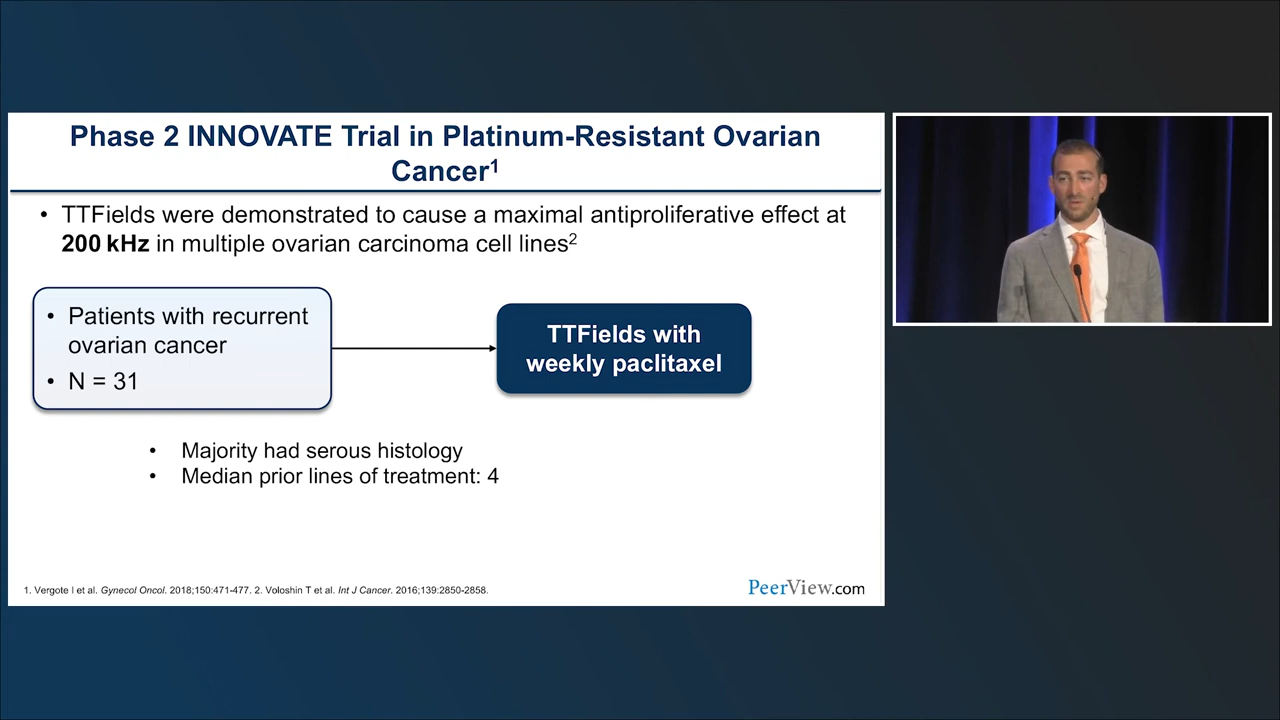 Phase 2 INNOVATE Trial in Platinum-Resistant Ovarian
Cancer¹
• TTFields were demonstrated to cause a maximal antiproliferative effect at
200 kHz in multiple ovarian carcinoma cell lines²
• Patients with recurrent
ovarian cancer
• N = 31
TTFields with
weekly paclitaxel
• Majority had serous histology
• Median prior lines of treatment: 4
1. Vergote I et al. Gynecol Oncol. 2018;150:471-477. 2. Voloshin T et al. Int J Cancer. 2016;139:2850-2858.
PeerView.com